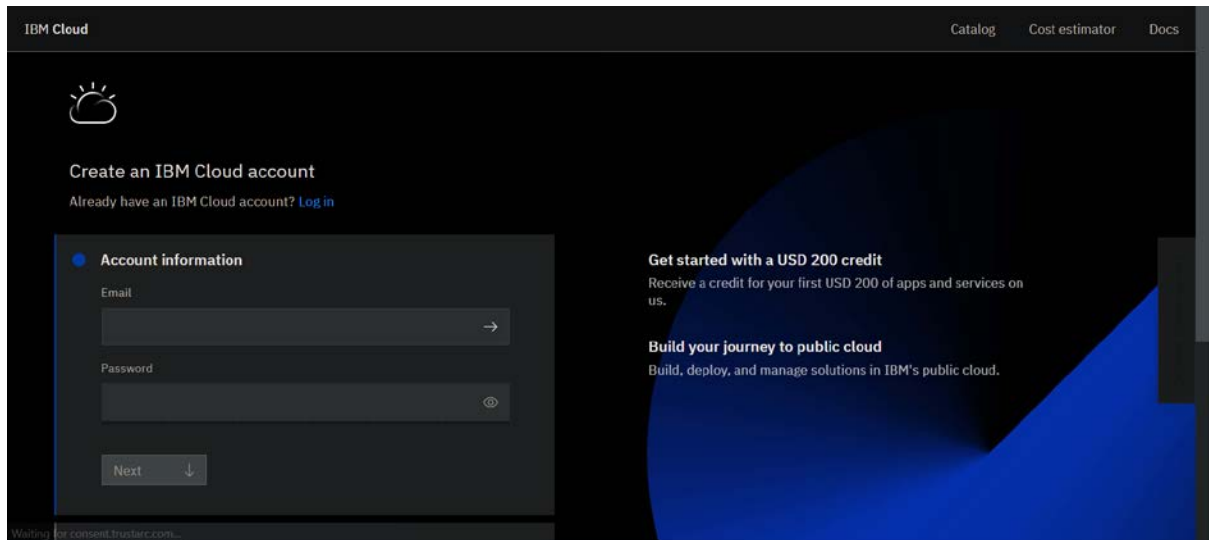 IBM Cloud
Catalog
Cost estimator
Docs
Create an IBM Cloud account
Already have an IBM Cloud account? Log in
Account information
Email
Password
Next
Get started with a USD 200 credit
Receive a credit for your first USD 200 of apps and services on
us.
Build your journey to public cloud
Build, deploy, and manage solutions in IBM's public cloud.
Waiting for consent.trustarc.com...